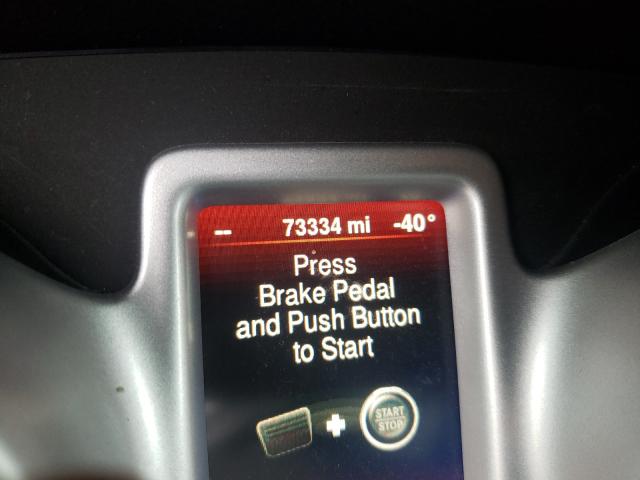 -- 73334 mi -40°
Press
Brake Pedal
and Push Button
to Start
START
STOP